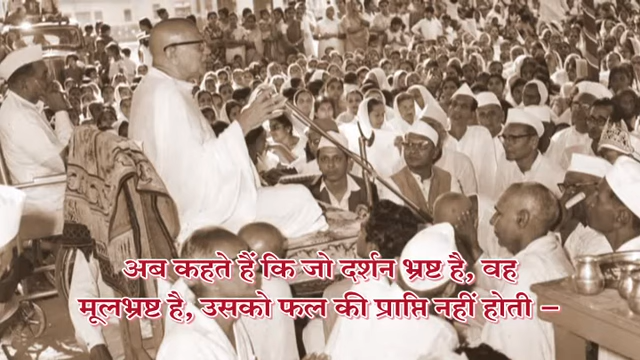 अब कहते हैं कि जो दर्शन भ्रष्ट है, वह
मूलभ्रष्ट है, उसको फल की प्राप्ति नहीं होती –